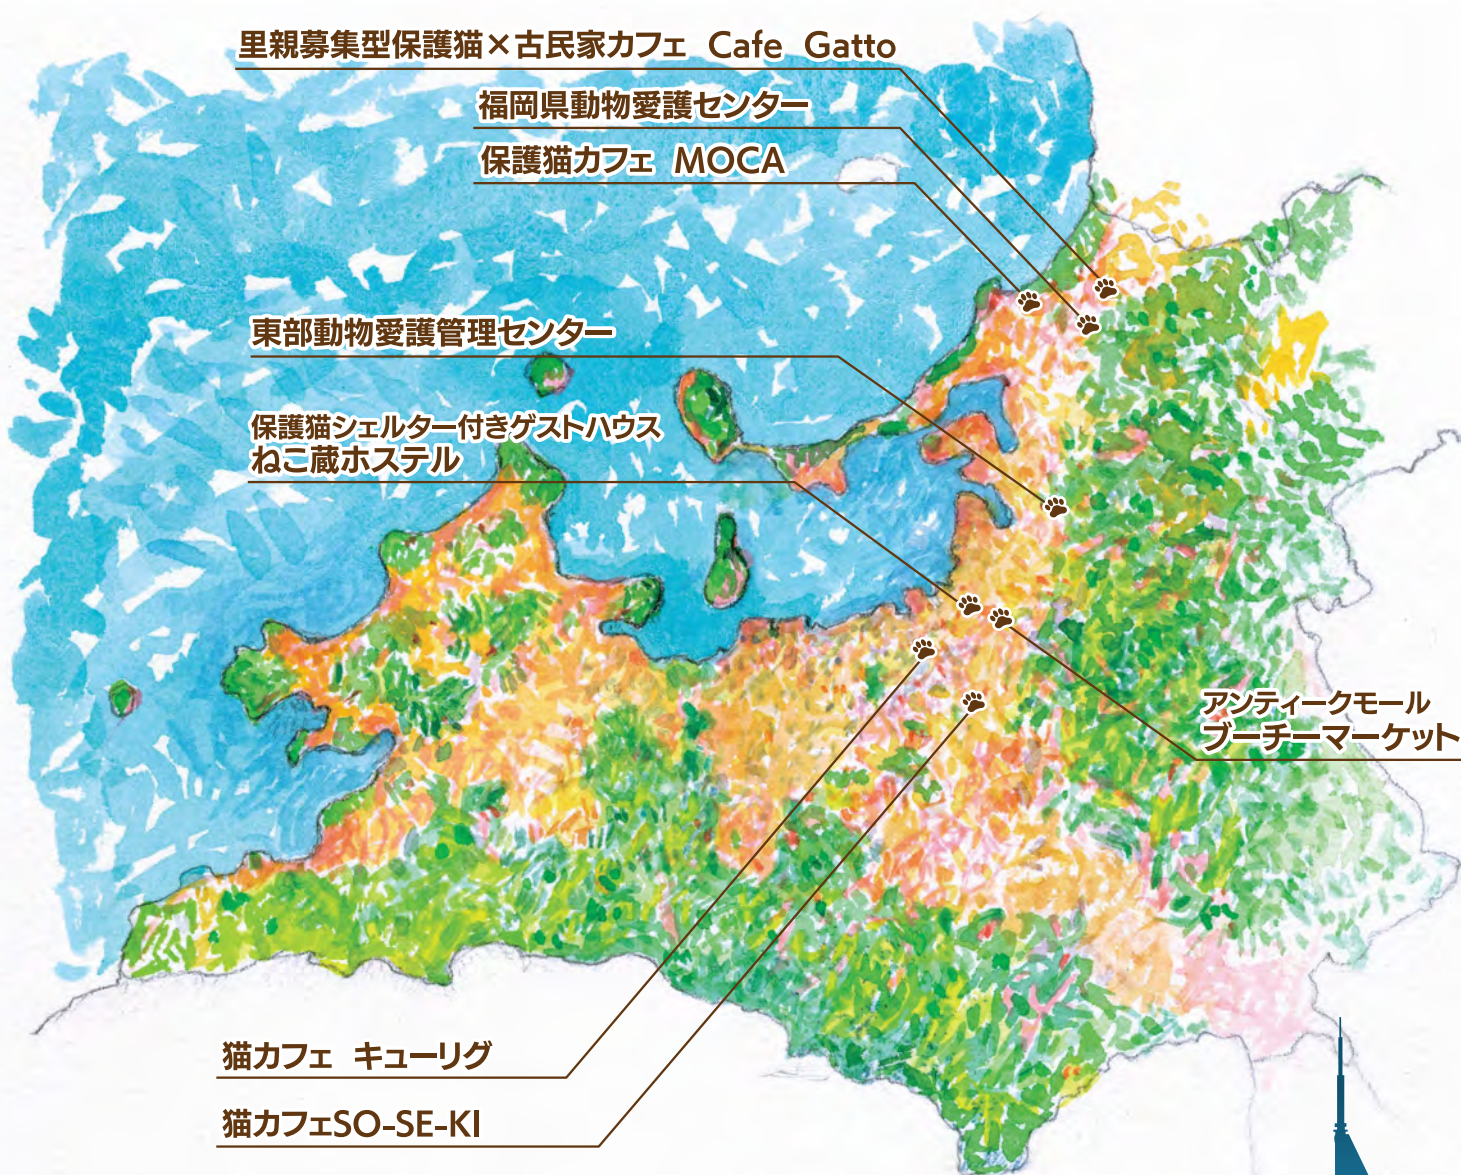 里親募集型保護猫×古民家カフェ Cafe Gatto
福岡県動物愛護センター
保護猫カフェ MOCA
東部動物愛護管理センター
保護猫シェルター付きゲストハウス
ねこ蔵ホステル
アンティークモール
ブーチーマーケット
猫カフェ キューリグ
猫カフェSO-SE-KI